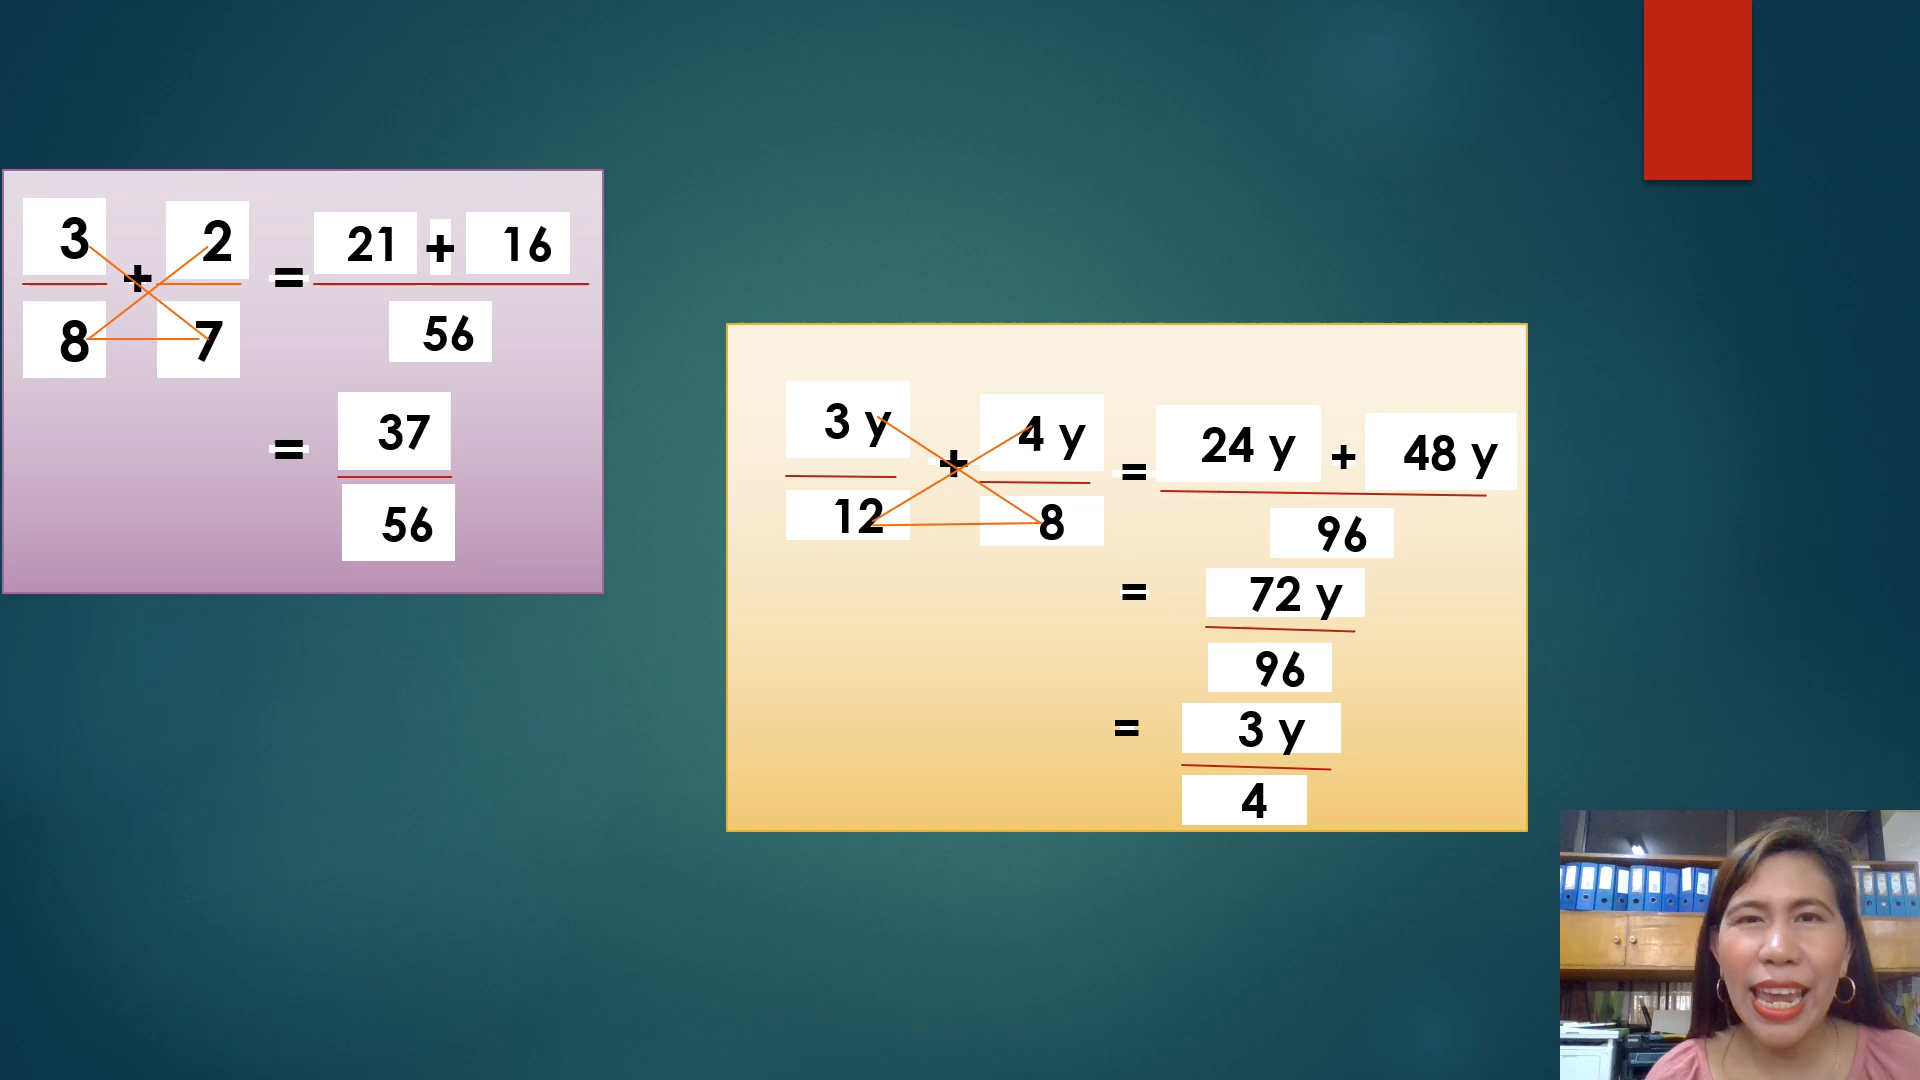 3 + 2 = 21 + 16
8 7 56
= 37
56
3 y + 4 y = 24 y + 48 y
12 8 96
= 72 y
96
= 3 y
4